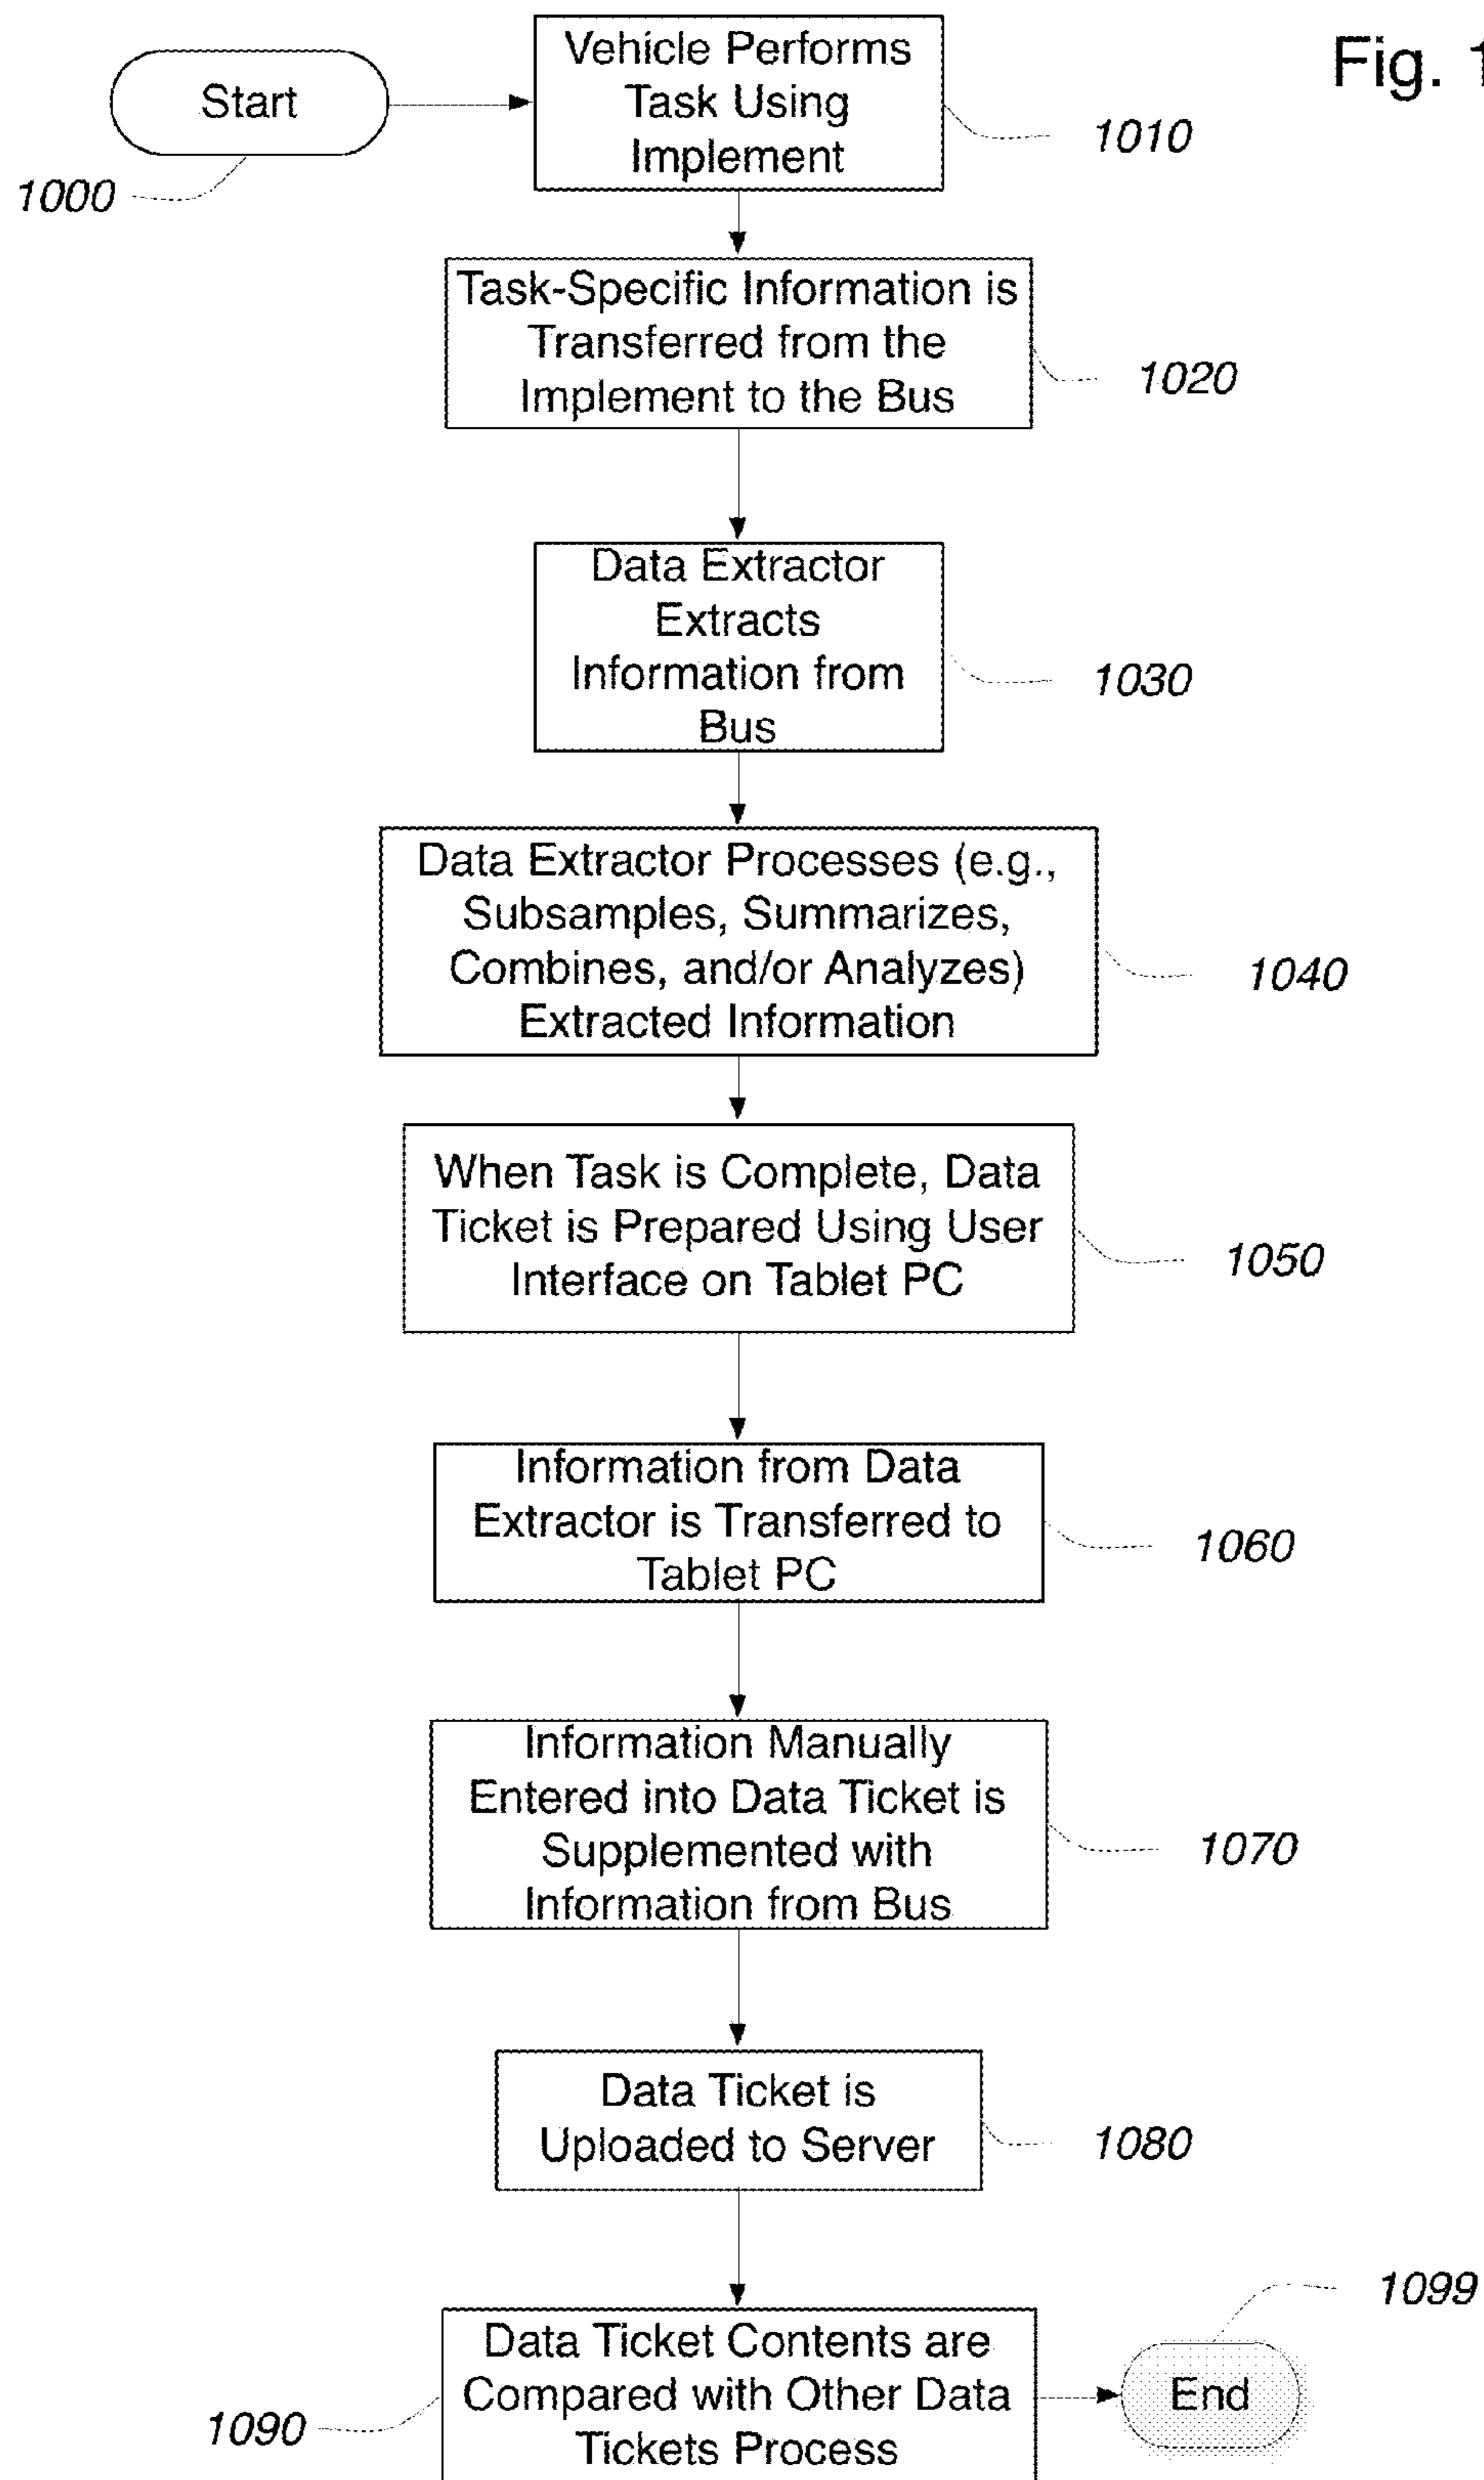 Fig. 1
Start
1000
Vehicle Performs
Task Using
Implement
1010
Task-Specific Information is
Transferred from the
Implement to the Bus
1020
Data Extractor
Extracts
Information from
Bus
1030
Data Extractor Processes (e.g.,
Subsamples, Summarizes,
Combines, and/or Analyzes)
Extracted Information
1040
When Task is Complete, Data
Ticket is Prepared Using User
Interface on Tablet PC
1050
Information from Data
Extractor is Transferred to
Tablet PC
1060
Information Manually
Entered into Data Ticket is
Supplemented with
Information from Bus
1070
Data Ticket is
Uploaded to Server
1080
Data Ticket Contents are
Compared with Other Data
Tickets Process
1090
End
1099